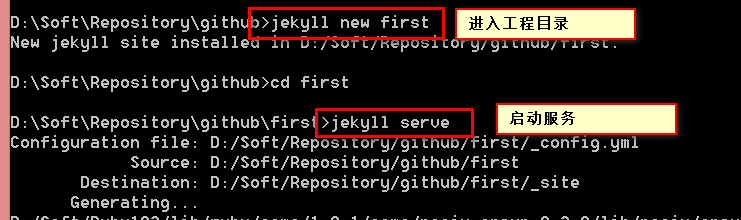 D:\Soft\Repository\github>jekyll new first
进入工程目录
New jekyll site installed in D:/Soft/Repository/github/first.
D:\Soft\Repository\github>cd first
D:\Soft\Repository\github\first>jekyll serve
启动服务
Configuration file: D:/Soft/Repository/github/first/_config.yml
Source: D:/Soft/Repository/github/first
Destination: D:/Soft/Repository/github/first/_site
Generating...